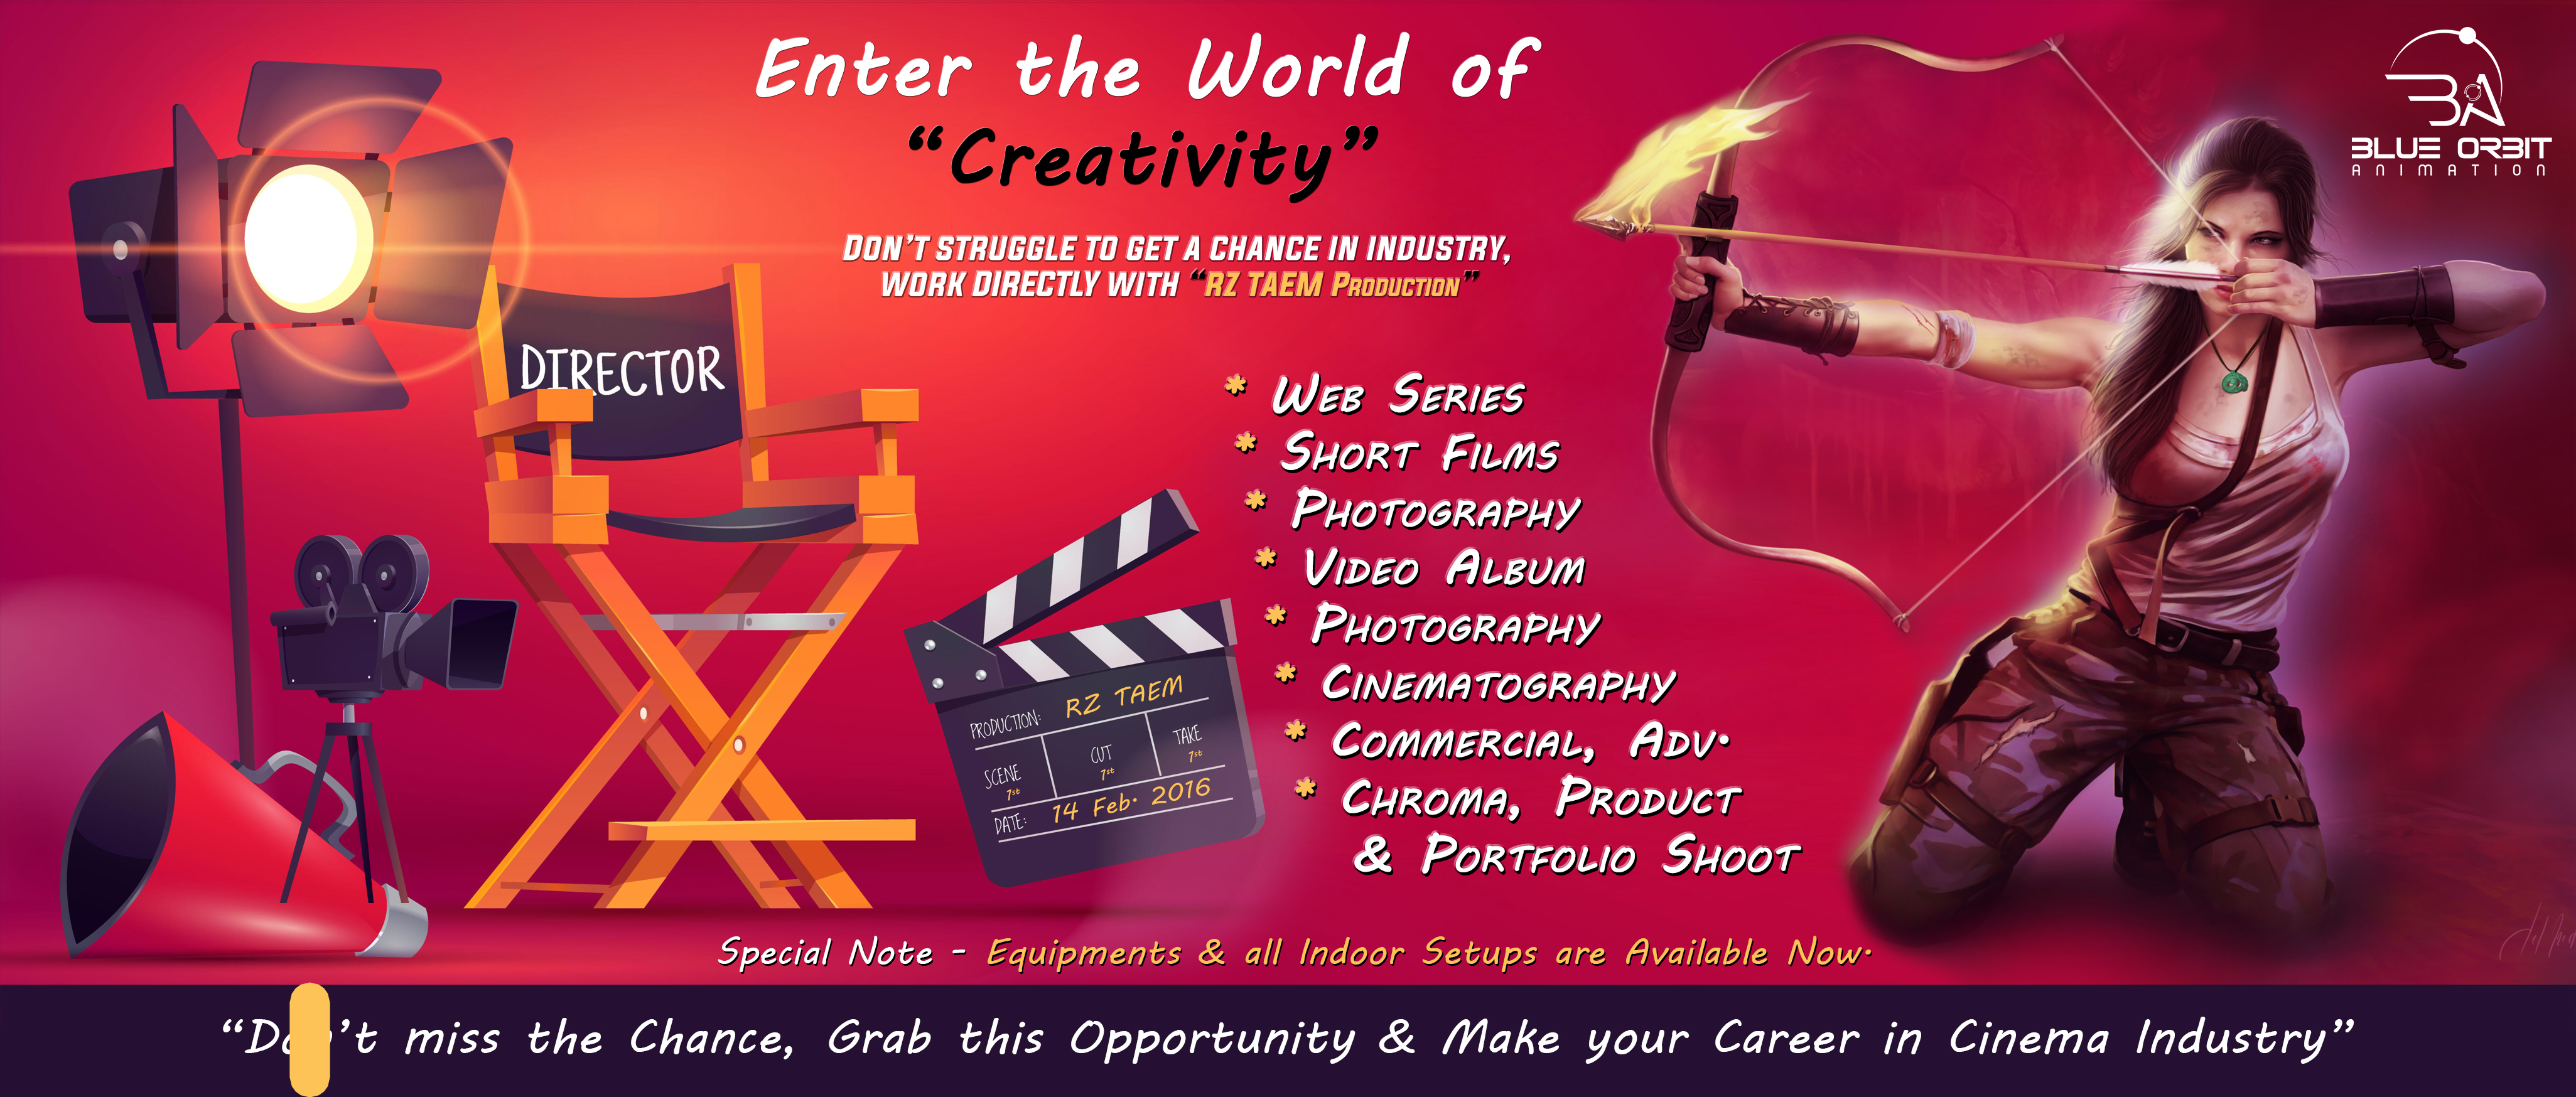 Enter the World of
“Creativity”
DON’T STRUGGLE TO GET A CHANCE IN INDUSTRY,
WORK DIRECTLY WITH “RZ TAEM PRODUCTION”
BA
BLUE ORBIT
ANIMATION
DIRECTOR
* WEB SERIES
* SHORT FILMS
* PHOTOGRAPHY
* VIDEO ALBUM
* PHOTOGRAPHY
* CINEMATOGRAPHY
* COMMERCIAL, ADV.
* CHROMA, PRODUCT
& PORTFOLIO SHOOT
PRODUCTION: RZ TAEM
SCENE CUT TAKE
1st 1st 1st
DATE: 14 Feb. 2016
Special Note - Equipments & all Indoor Setups are Available Now.
miss the Chance, Grab this Opportunity & Make your Career in Cinema Industry”